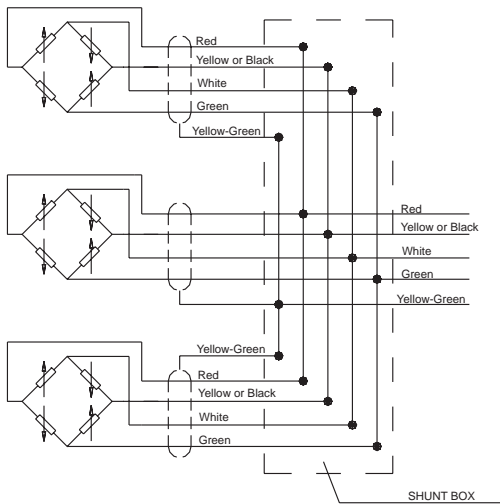 Red
Yellow or Black
White
Green
Yellow-Green
Red
Yellow or Black
White
Green
Yellow-Green
Yellow-Green
Red
Yellow or Black
White
Green
SHUNT BOX